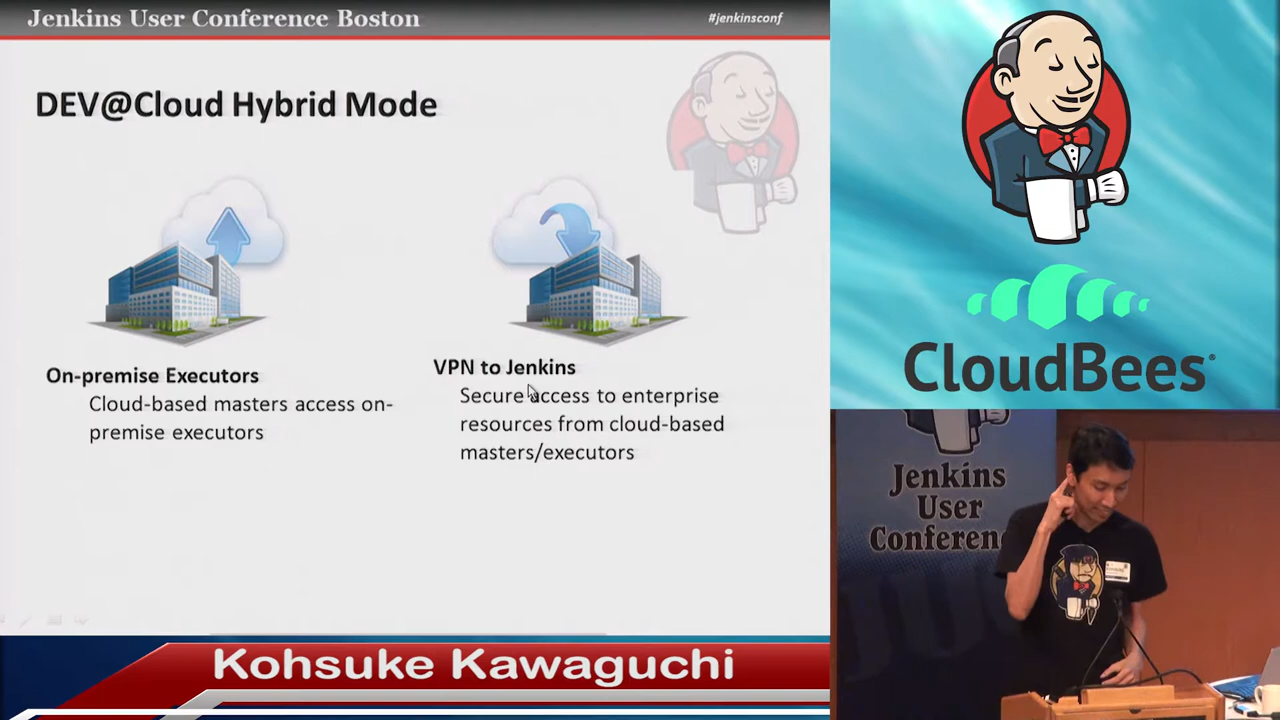 Jenkins User Conference Boston
#jenkinsconf
DEV@Cloud Hybrid Mode
On-premise Executors
Cloud-based masters access on-
premise executors
VPN to Jenkins
Secure access to enterprise
resources from cloud-based
masters/executors
CloudBees®
Jenkins
User
Conferenc
Kohsuke Kawaguchi